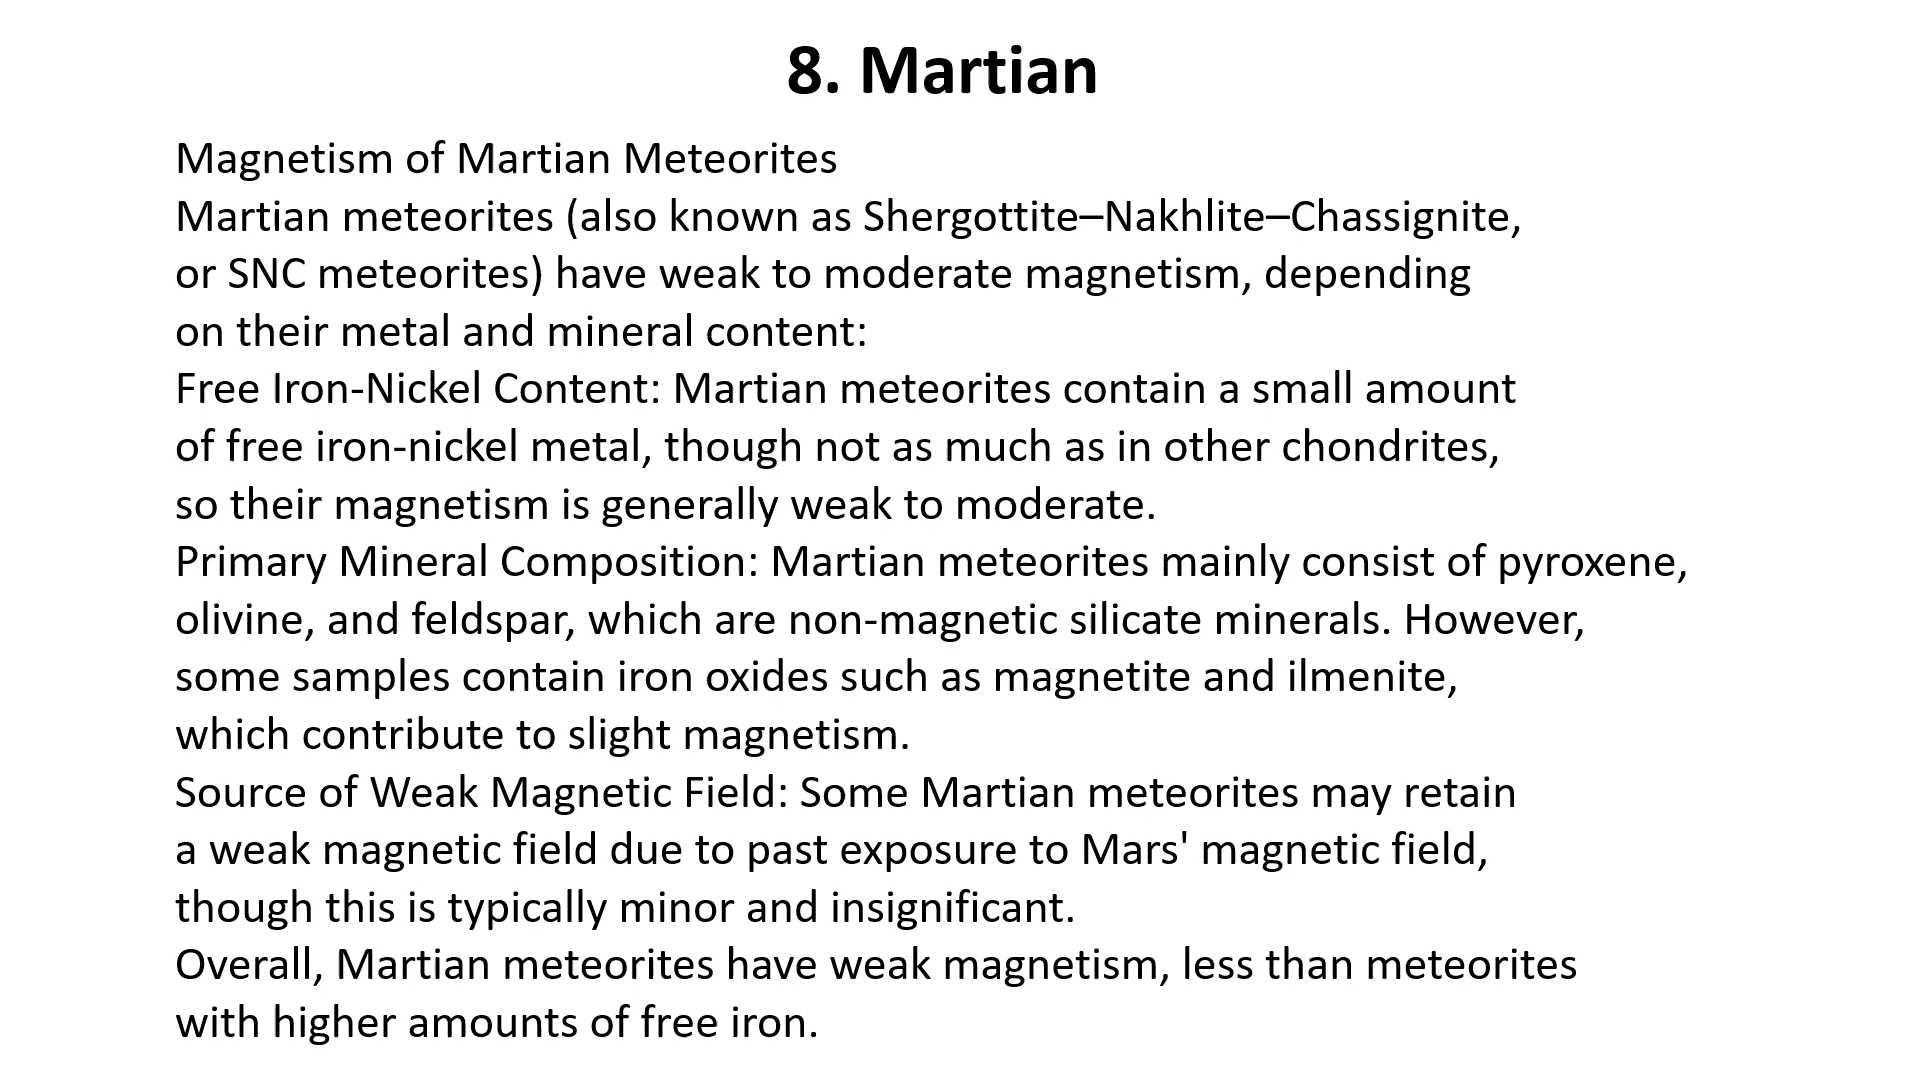 8. Martian
Magnetism of Martian Meteorites
Martian meteorites (also known as Shergottite–Nakhlite–Chassignite,
or SNC meteorites) have weak to moderate magnetism, depending
on their metal and mineral content:
Free Iron-Nickel Content: Martian meteorites contain a small amount
of free iron-nickel metal, though not as much as in other chondrites,
so their magnetism is generally weak to moderate.
Primary Mineral Composition: Martian meteorites mainly consist of pyroxene,
olivine, and feldspar, which are non-magnetic silicate minerals. However,
some samples contain iron oxides such as magnetite and ilmenite,
which contribute to slight magnetism.
Source of Weak Magnetic Field: Some Martian meteorites may retain
a weak magnetic field due to past exposure to Mars' magnetic field,
though this is typically minor and insignificant.
Overall, Martian meteorites have weak magnetism, less than meteorites
with higher amounts of free iron.